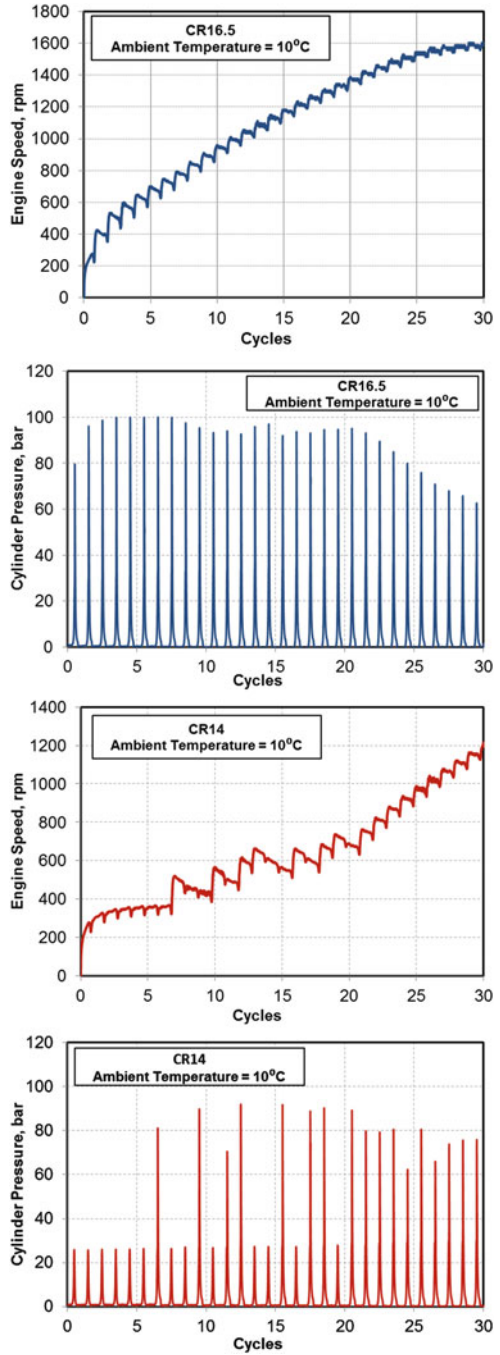 1600
1400
1200
1000
800
600
400
200
0
Engine Speed, rpm
CR16.5
Ambient Temperature = 10°C
0 5 10 15 20 25 30
Cycles
120
100
80
60
40
20
0
Cylinder Pressure, bar
CR16.5
Ambient Temperature = 10°C
0 5 10 15 20 25 30
Cycles
1400
1200
1000
800
600
400
200
0
Engine Speed, rpm
CR14
Ambient Temperature = 10°C
0 5 10 15 20 25 30
Cycles
120
100
80
60
40
20
0
Cylinder Pressure, bar
CR14
Ambient Temperature = 10°C
0 5 10 15 20 25 30
Cycles